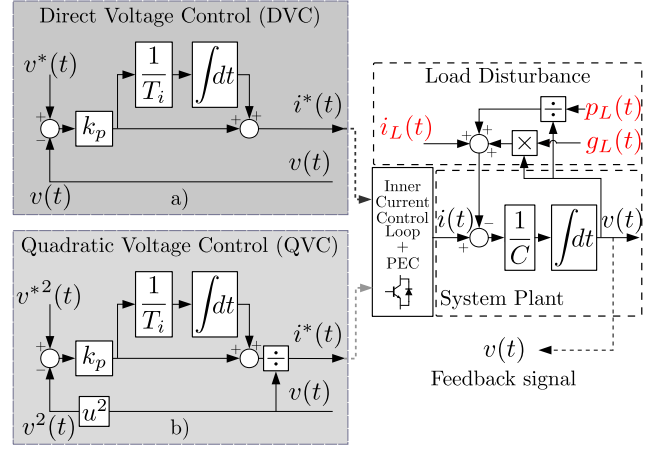 Direct Voltage Control (DVC)
v*(t)
+
−
k_p
1
T_i
∫dt
+
+
i*(t)
v(t)
v(t)
a)
Quadratic Voltage Control (QVC)
v*²(t)
+
−
k_p
1
T_i
∫dt
+
+
÷
i*(t)
v(t)
v²(t)
u²
b)
Load Disturbance
i_L(t)
+
+
+
÷
p_L(t)
×
g_L(t)
Inner
Current
Control
Loop
+
PEC
i(t)
+
−
1
C
∫dt
v(t)
System Plant
v(t)
Feedback signal